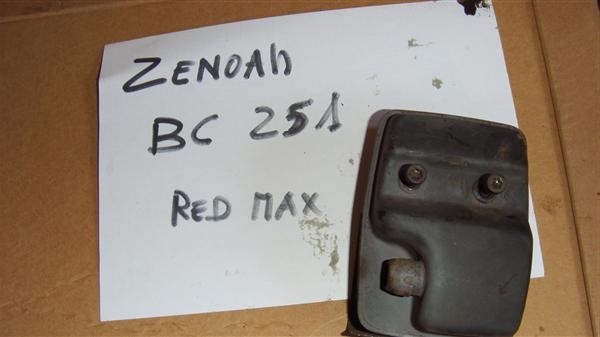 ZENOAh
BC 251
RED MAX